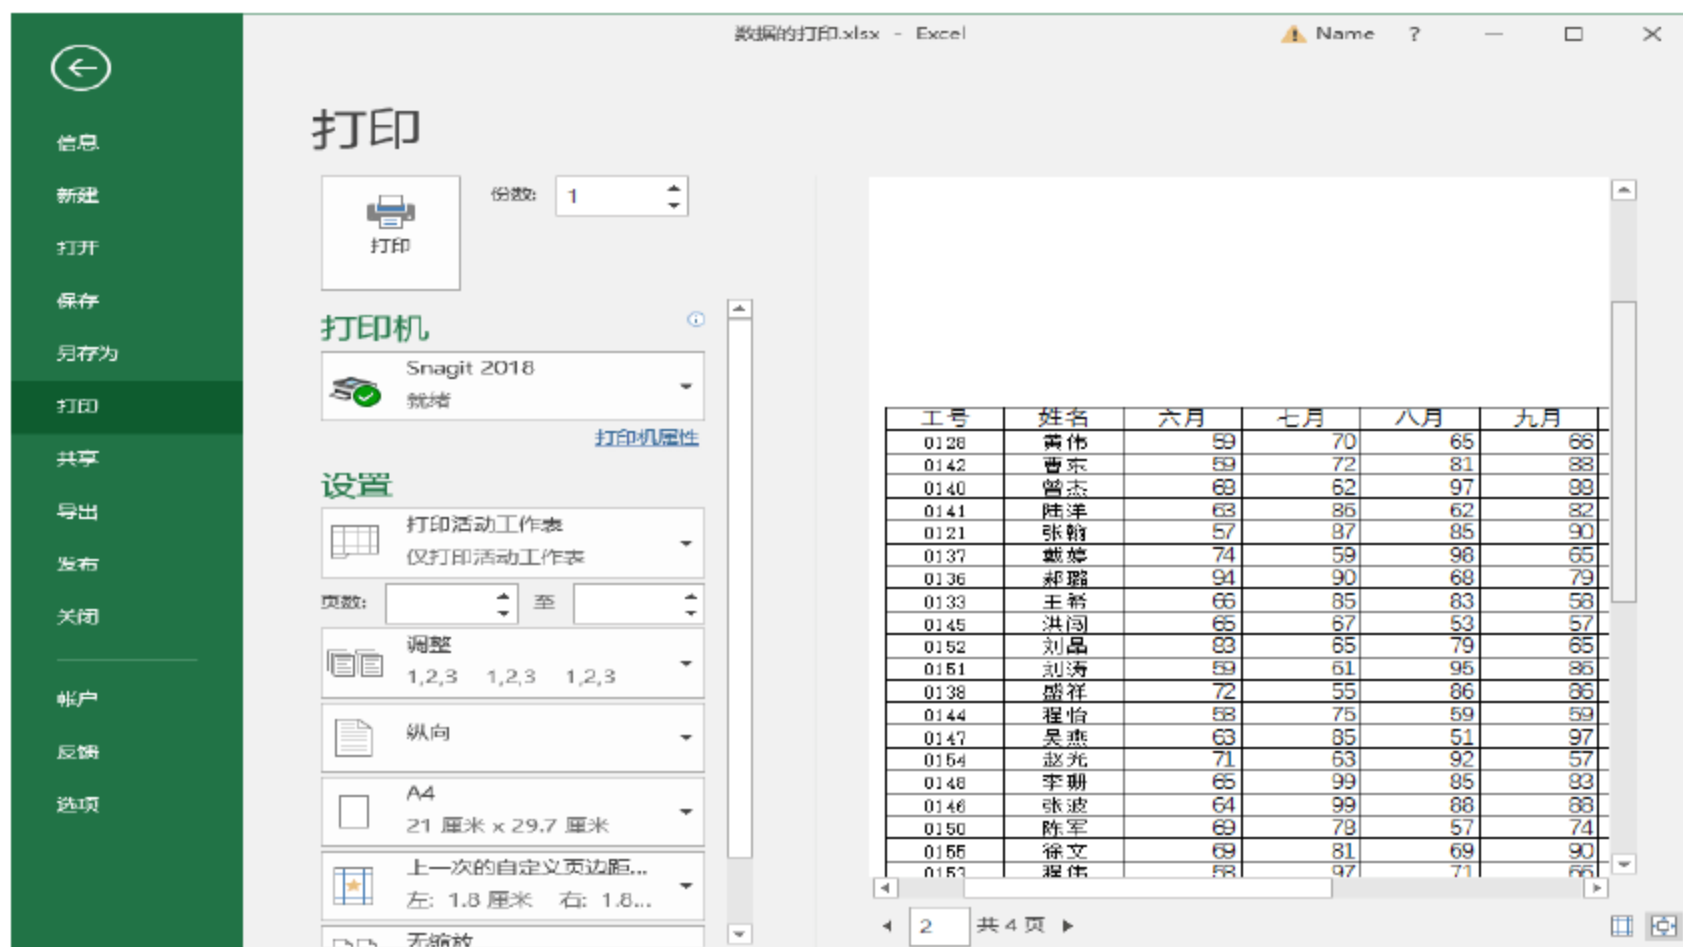 数据的打印.xlsx - Excel
Name ?
信息
新建
打开
保存
另存为
打印
共享
导出
发布
关闭
帐户
反馈
选项
打印
打印
份数: 1
打印机
Snagit 2018
就绪
打印机属性
设置
打印活动工作表
仅打印活动工作表
页数: 至
调整
1,2,3 1,2,3 1,2,3
纵向
A4
21 厘米 x 29.7 厘米
上一次的自定义页边距...
左: 1.8 厘米 右: 1.8...
无缩放
工号 姓名 六月 七月 八月 九月
0128 黄伟 59 70 65 66
0142 曹东 59 72 81 88
0140 曾杰 68 62 97 88
0141 陆洋 63 86 62 82
0121 张翰 57 87 85 90
0137 戴婷 74 59 98 65
0136 郝璐 94 90 68 79
0133 王希 66 85 83 58
0145 洪闯 65 67 53 57
0152 刘晶 83 65 79 65
0151 刘涛 59 61 95 86
0138 盛祥 72 55 86 86
0144 程怡 58 75 59 59
0147 吴燕 63 85 51 97
0154 赵光 71 63 92 57
0148 李珊 65 99 85 83
0146 张波 64 99 88 88
0150 陈军 69 78 57 74
0155 徐文 69 81 69 90
0153 程伟 58 97 71 66
2 共 4 页